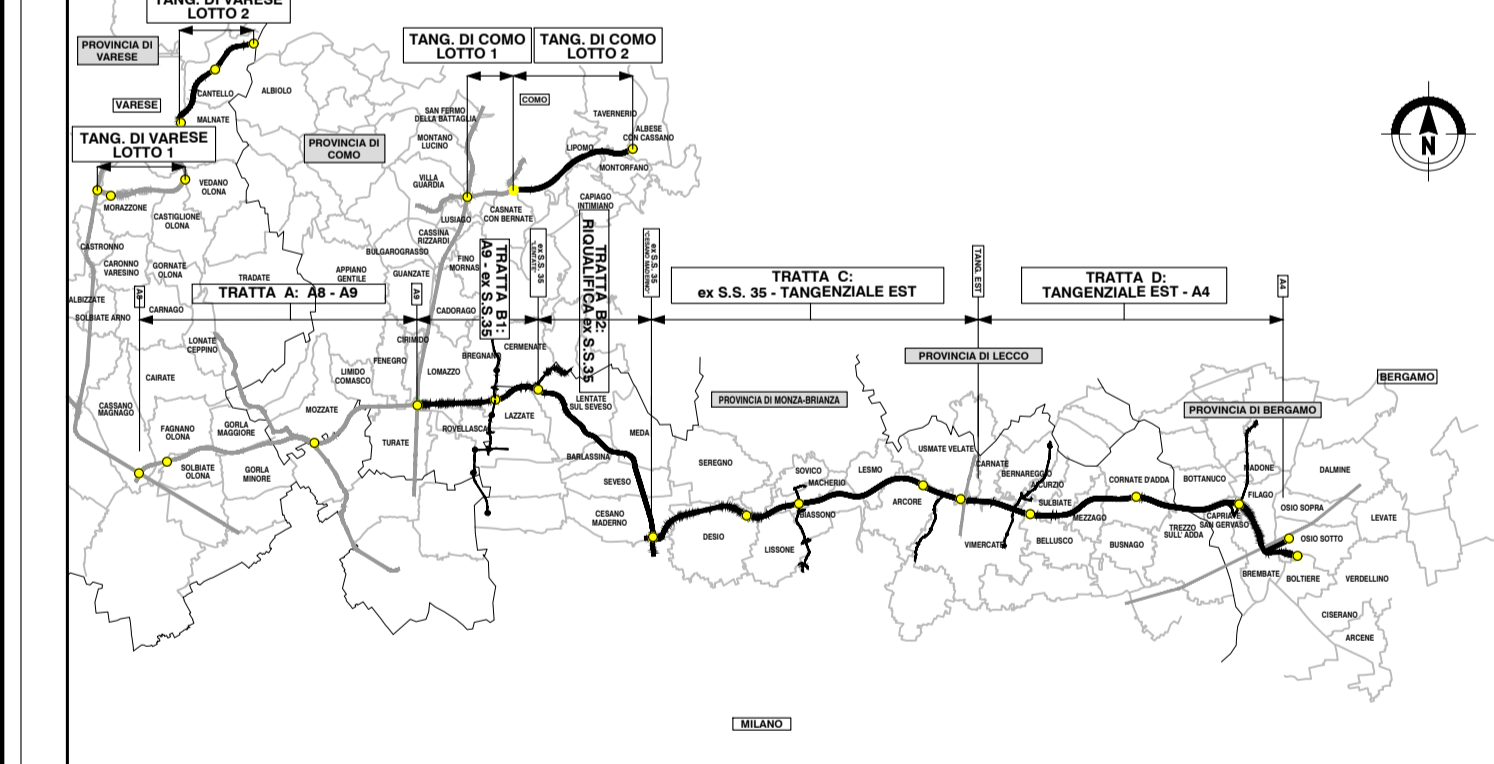 TANG. DI VARESE
LOTTO 2
PROVINCIA DI
VARESE
CANTELLO
ALBIOLO
VARESE
MALNATE
TANG. DI VARESE
LOTTO 1
VEDANO
OLONA
MORAZZONE
CASTIGLIONE
OLONA
TANG. DI COMO
LOTTO 1
TANG. DI COMO
LOTTO 2
COMO
PROVINCIA DI
COMO
SAN FERMO
DELLA BATTAGLIA
MONTANO
LUCINO
VILLA
GUARDIA
TAVERNERIO
ALBESE
CON CASSANO
LIPOMO
MONTORFANO
CAPIAGO
INTIMIANO
LUSIAGO
CASNATE
CON BERNATE
CASSINA
RIZZARDI
BULGAROGRASSO
FINO
MORNAS
CASTRONNO
CARONNO
VARESINO
GORNATE
OLONA
TRADATE
APPIANO
GENTILE
GUANZATE
ALBIZZATE
SOLBIATE ARNO
CARNAGO
A8
TRATTA A: A8 - A9
A9
CADORAGO
TRATTA B1:
A9 - ex S.S.35
ex S.S. 35
"LENTATE"
TRATTA B2:
RIQUALIFICA ex S.S.35
ex S.S. 35
"CESANO MADERNO"
TRATTA C:
ex S.S. 35 - TANGENZIALE EST
TANG. EST
TRATTA D:
TANGENZIALE EST - A4
A4
N
LONATE
CEPPINO
CIRIMIDO
FENEGRO
BREGNANO
CERMENATE
PROVINCIA DI LECCO
CAIRATE
LIMIDO
COMASCO
LOMAZZO
BERGAMO
CASSANO
MAGNAGO
MOZZATE
LAZZATE
LENTATE
SUL SEVESO
PROVINCIA DI MONZA-BRIANZA
PROVINCIA DI BERGAMO
FAGNANO
OLONA
GORLA
MAGGIORE
TURATE
ROVELLASCA
MEDA
SOLBIATE
OLONA
GORLA
MINORE
BARLASSINA
SEVESO
SEREGNO
SOVICO
MACHERIO
LESMO
USMATE VELATE
CARNATE
BERNAREGGIO
AICURZIO
CORNATE D'ADDA
BOTTANUCO
MADONE
DALMINE
CESANO
MADERNO
DESIO
BIASSONO
LISSONE
ARCORE
SULBIATE
MEZZAGO
FILAGO
CAPRIATE
SAN GERVASO
OSIO SOPRA
LEVATE
VIMERCATE
BELLUSCO
BUSNAGO
TREZZO
SULL' ADDA
OSIO SOTTO
BREMBATE
BOLTIERE
VERDELLINO
CISERANO
ARCENE
MILANO